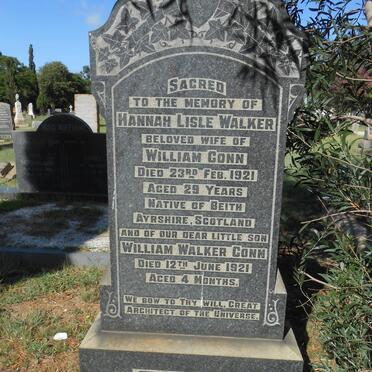 SACRED
TO THE MEMORY OF
HANNAH LISLE WALKER
BELOVED WIFE OF
WILLIAM CONN
DIED 23RD FEB. 1921
AGED 29 YEARS
NATIVE OF BEITH
AYRSHIRE, SCOTLAND
AND OF OUR DEAR LITTLE SON
WILLIAM WALKER CONN
DIED 12TH JUNE 1921
AGED 4 MONTHS.
WE BOW TO THY WILL, GREAT
ARCHITECT OF THE UNIVERSE.